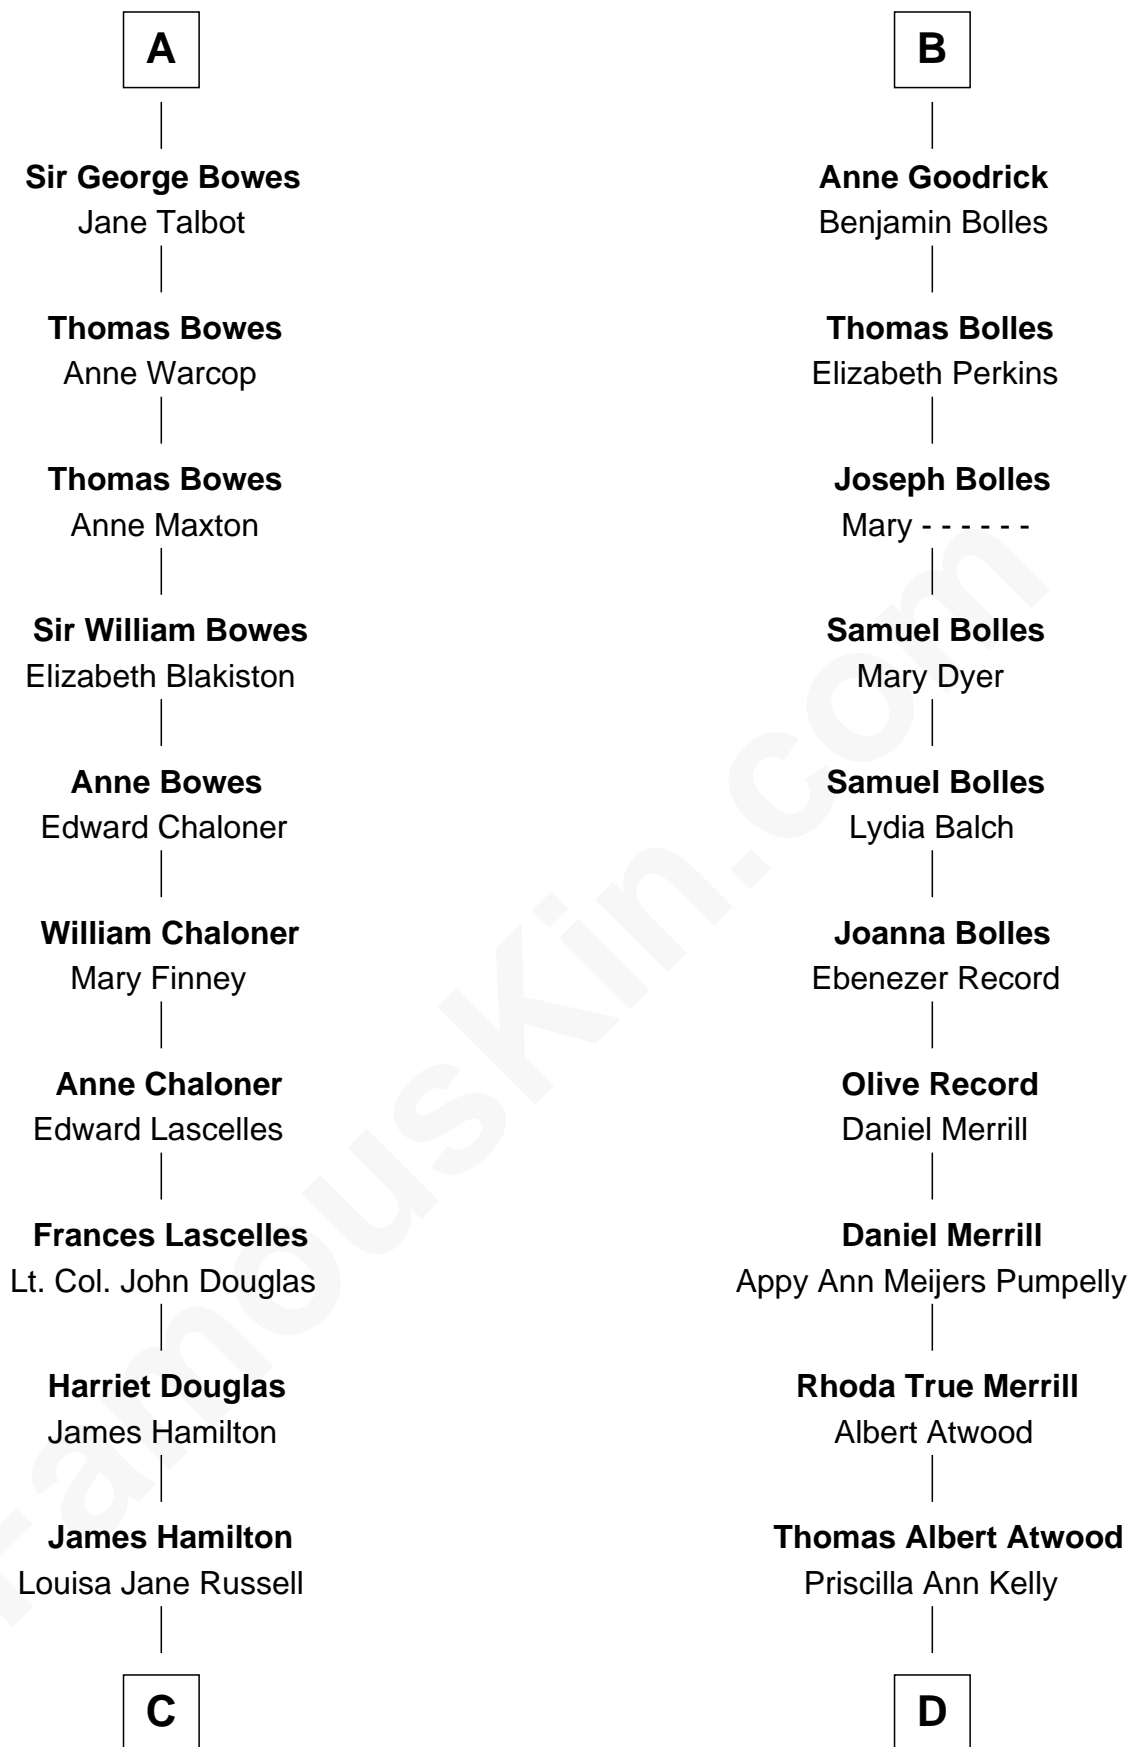 A
Sir George Bowes
Jane Talbot
Thomas Bowes
Anne Warcop
Thomas Bowes
Anne Maxton
Sir William Bowes
Elizabeth Blakiston
Anne Bowes
Edward Chaloner
William Chaloner
Mary Finney
Anne Chaloner
Edward Lascelles
Frances Lascelles
Lt. Col. John Douglas
Harriet Douglas
James Hamilton
James Hamilton
Louisa Jane Russell
C
B
Anne Goodrick
Benjamin Bolles
Thomas Bolles
Elizabeth Perkins
Joseph Bolles
Mary - - - - - -
Samuel Bolles
Mary Dyer
Samuel Bolles
Lydia Balch
Joanna Bolles
Ebenezer Record
Olive Record
Daniel Merrill
Daniel Merrill
Appy Ann Meijers Pumpelly
Rhoda True Merrill
Albert Atwood
Thomas Albert Atwood
Priscilla Ann Kelly
D
FamousKin.com